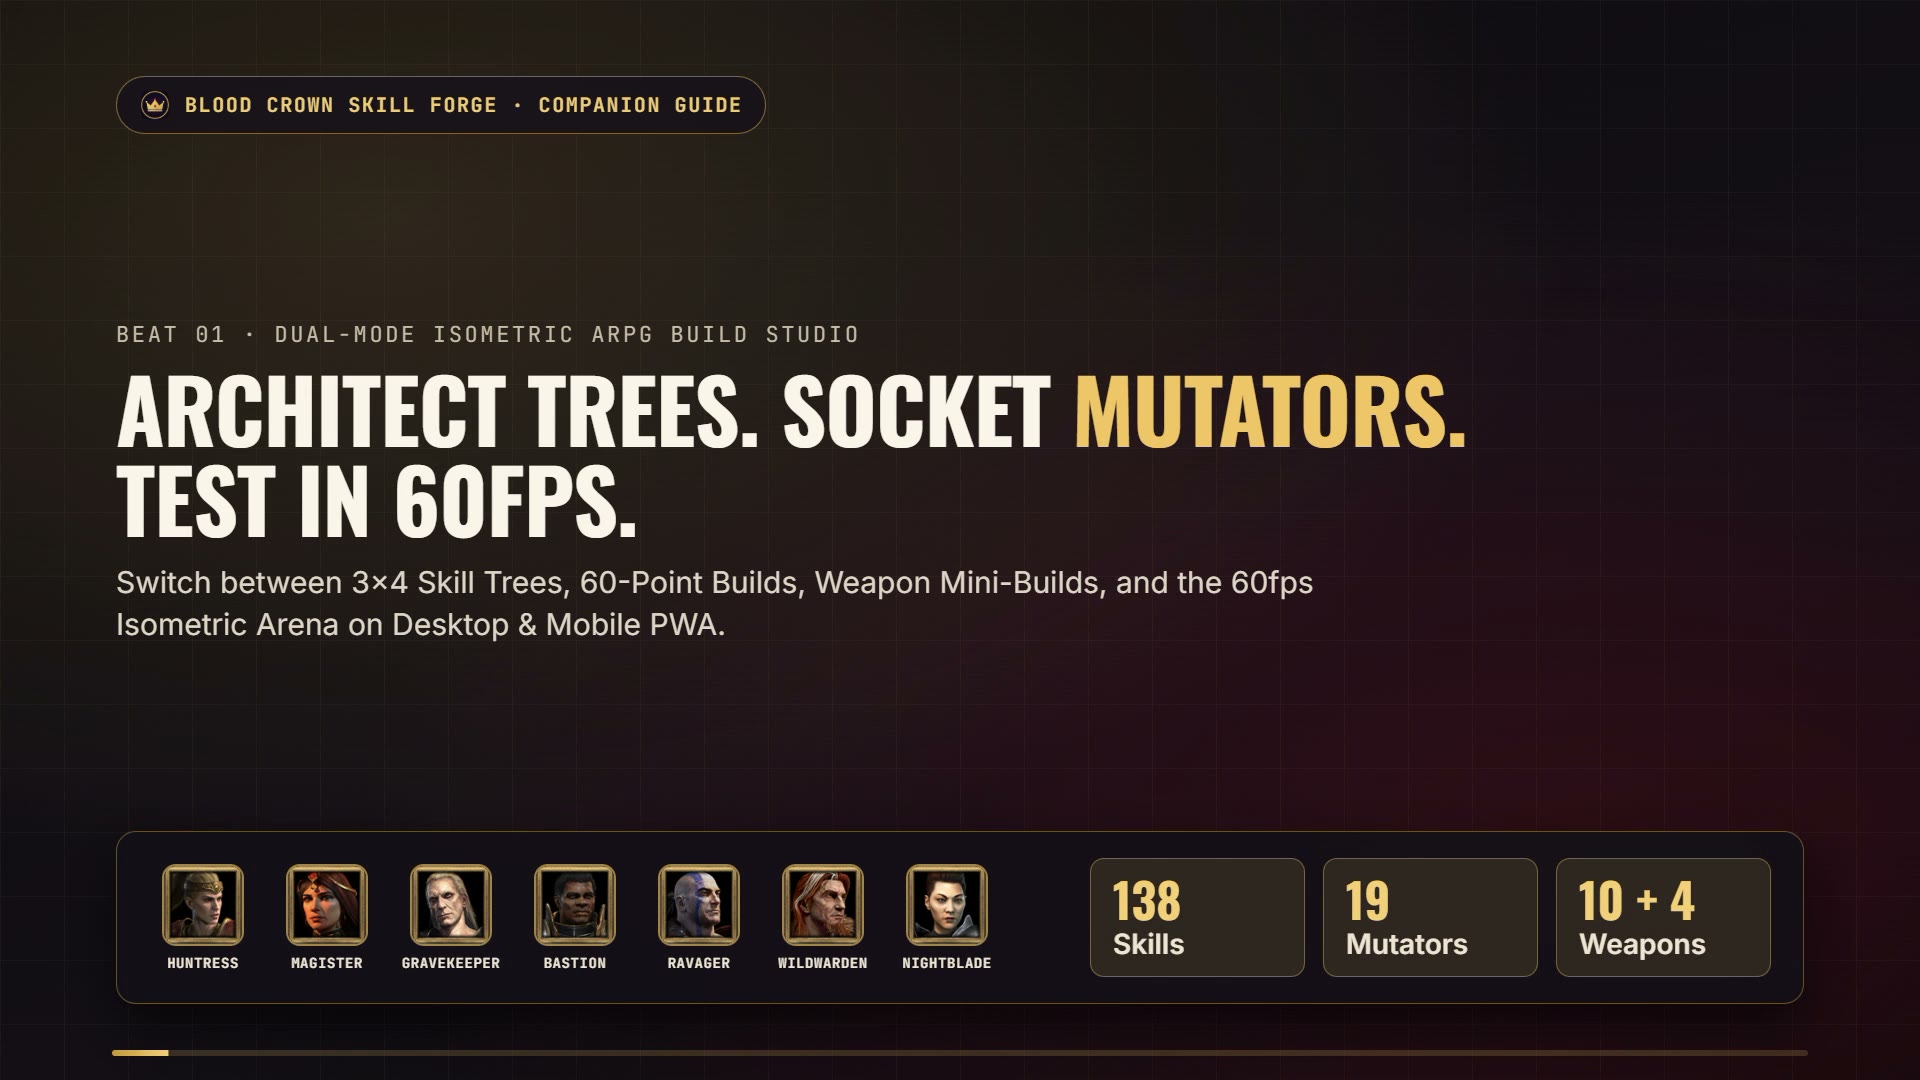 BLOOD CROWN SKILL FORGE · COMPANION GUIDE
BEAT 01 · DUAL-MODE ISOMETRIC ARPG BUILD STUDIO
ARCHITECT TREES. SOCKET MUTATORS.
TEST IN 60FPS.
Switch between 3×4 Skill Trees, 60-Point Builds, Weapon Mini-Builds, and the 60fps
Isometric Arena on Desktop & Mobile PWA.
HUNTRESS
MAGISTER
GRAVEKEEPER
BASTION
RAVAGER
WILDWARDEN
NIGHTBLADE
138
Skills
19
Mutators
10 + 4
Weapons